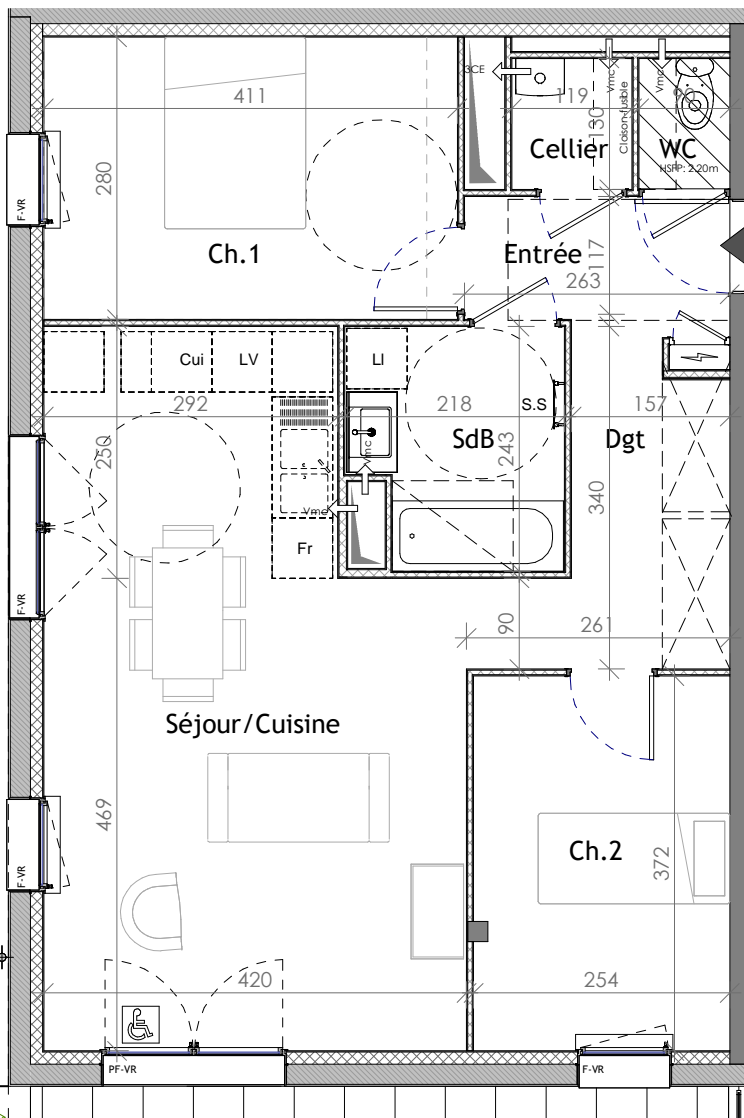 3CE
Vmc
Vmc
411
119
90
130
Cloison fusible
Cellier
WC
HSFP: 2.20m
280
F-VR
Ch.1
Entrée
117
263
Cui
LV
LI
292
218
S.S
157
SdB
Dgt
250
243
Vmc
340
Vmc
Fr
F-VR
90
261
Séjour/Cuisine
469
Ch.2
372
F-VR
420
254
PF-VR
F-VR